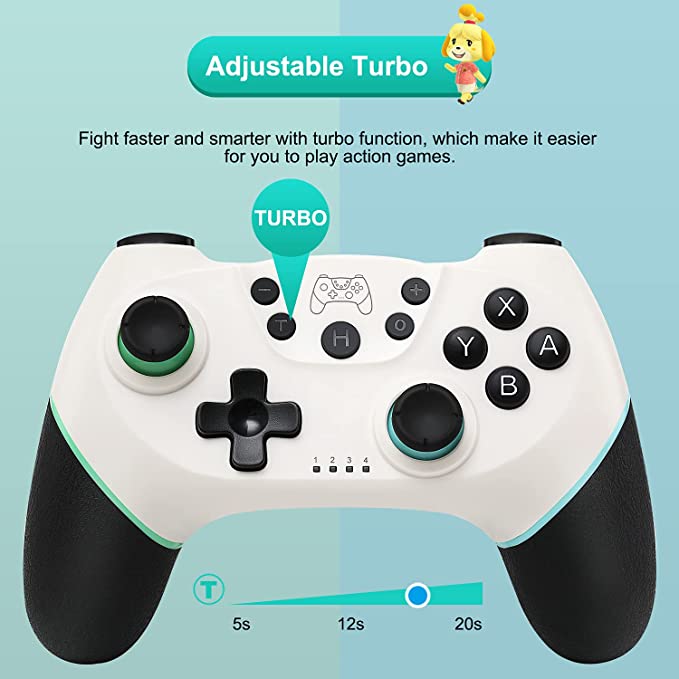 Adjustable Turbo
Fight faster and smarter with turbo function, which make it easier
for you to play action games.
TURBO
T
H
O
X
Y
A
B
1 2 3 4
T
5s 12s 20s